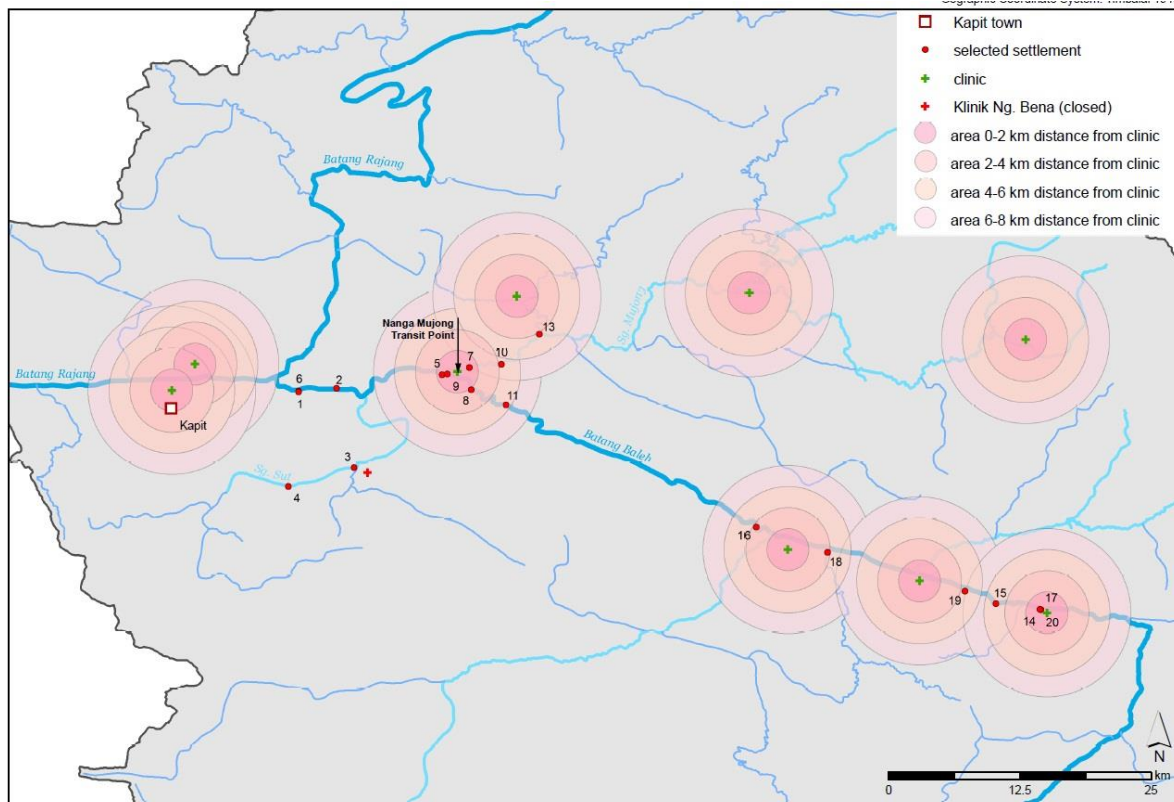 Kapit town
selected settlement
clinic
Klinik Ng. Bena (closed)
area 0-2 km distance from clinic
area 2-4 km distance from clinic
area 4-6 km distance from clinic
area 6-8 km distance from clinic
Batang Rajang
Batang Rajang
Nanga Mujong
Transit Point
Sg. Mujong
13
10
5
7
9
8
11
6
2
1
Kapit
Batang Baleh
3
Sg. Sut
4
16
18
19
15
17
14
20
N
km
0
12.5
25